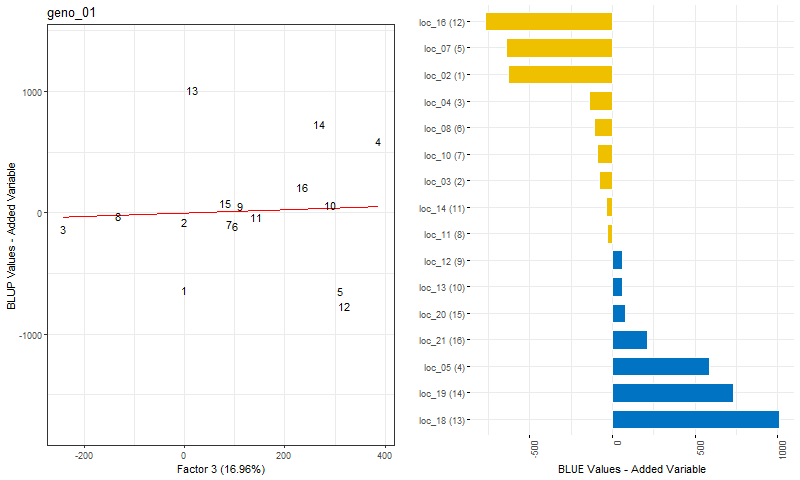 geno_01
BLUP Values - Added Variable
1000
0
-1000
13
14
4
16
15
9
10
3
8
2
11
7
6
1
5
12
-200
0
200
400
Factor 3 (16.96%)
loc_16 (12)
loc_07 (5)
loc_02 (1)
loc_04 (3)
loc_08 (6)
loc_10 (7)
loc_03 (2)
loc_14 (11)
loc_11 (8)
loc_12 (9)
loc_13 (10)
loc_20 (15)
loc_21 (16)
loc_05 (4)
loc_19 (14)
loc_18 (13)
-500
0
500
1000
BLUE Values - Added Variable